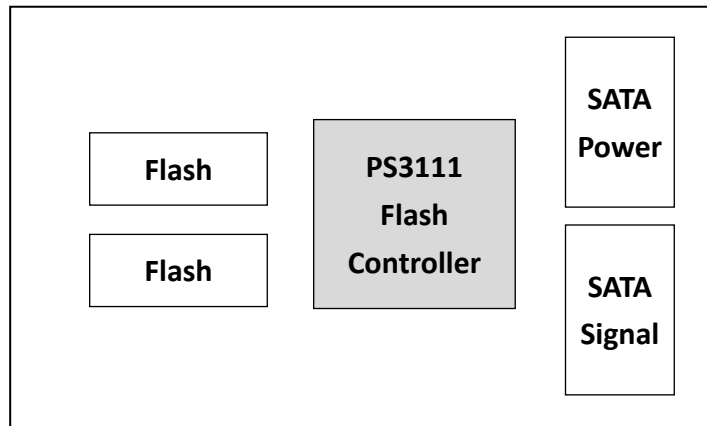 Flash
Flash
PS3111
Flash
Controller
SATA
Power
SATA
Signal